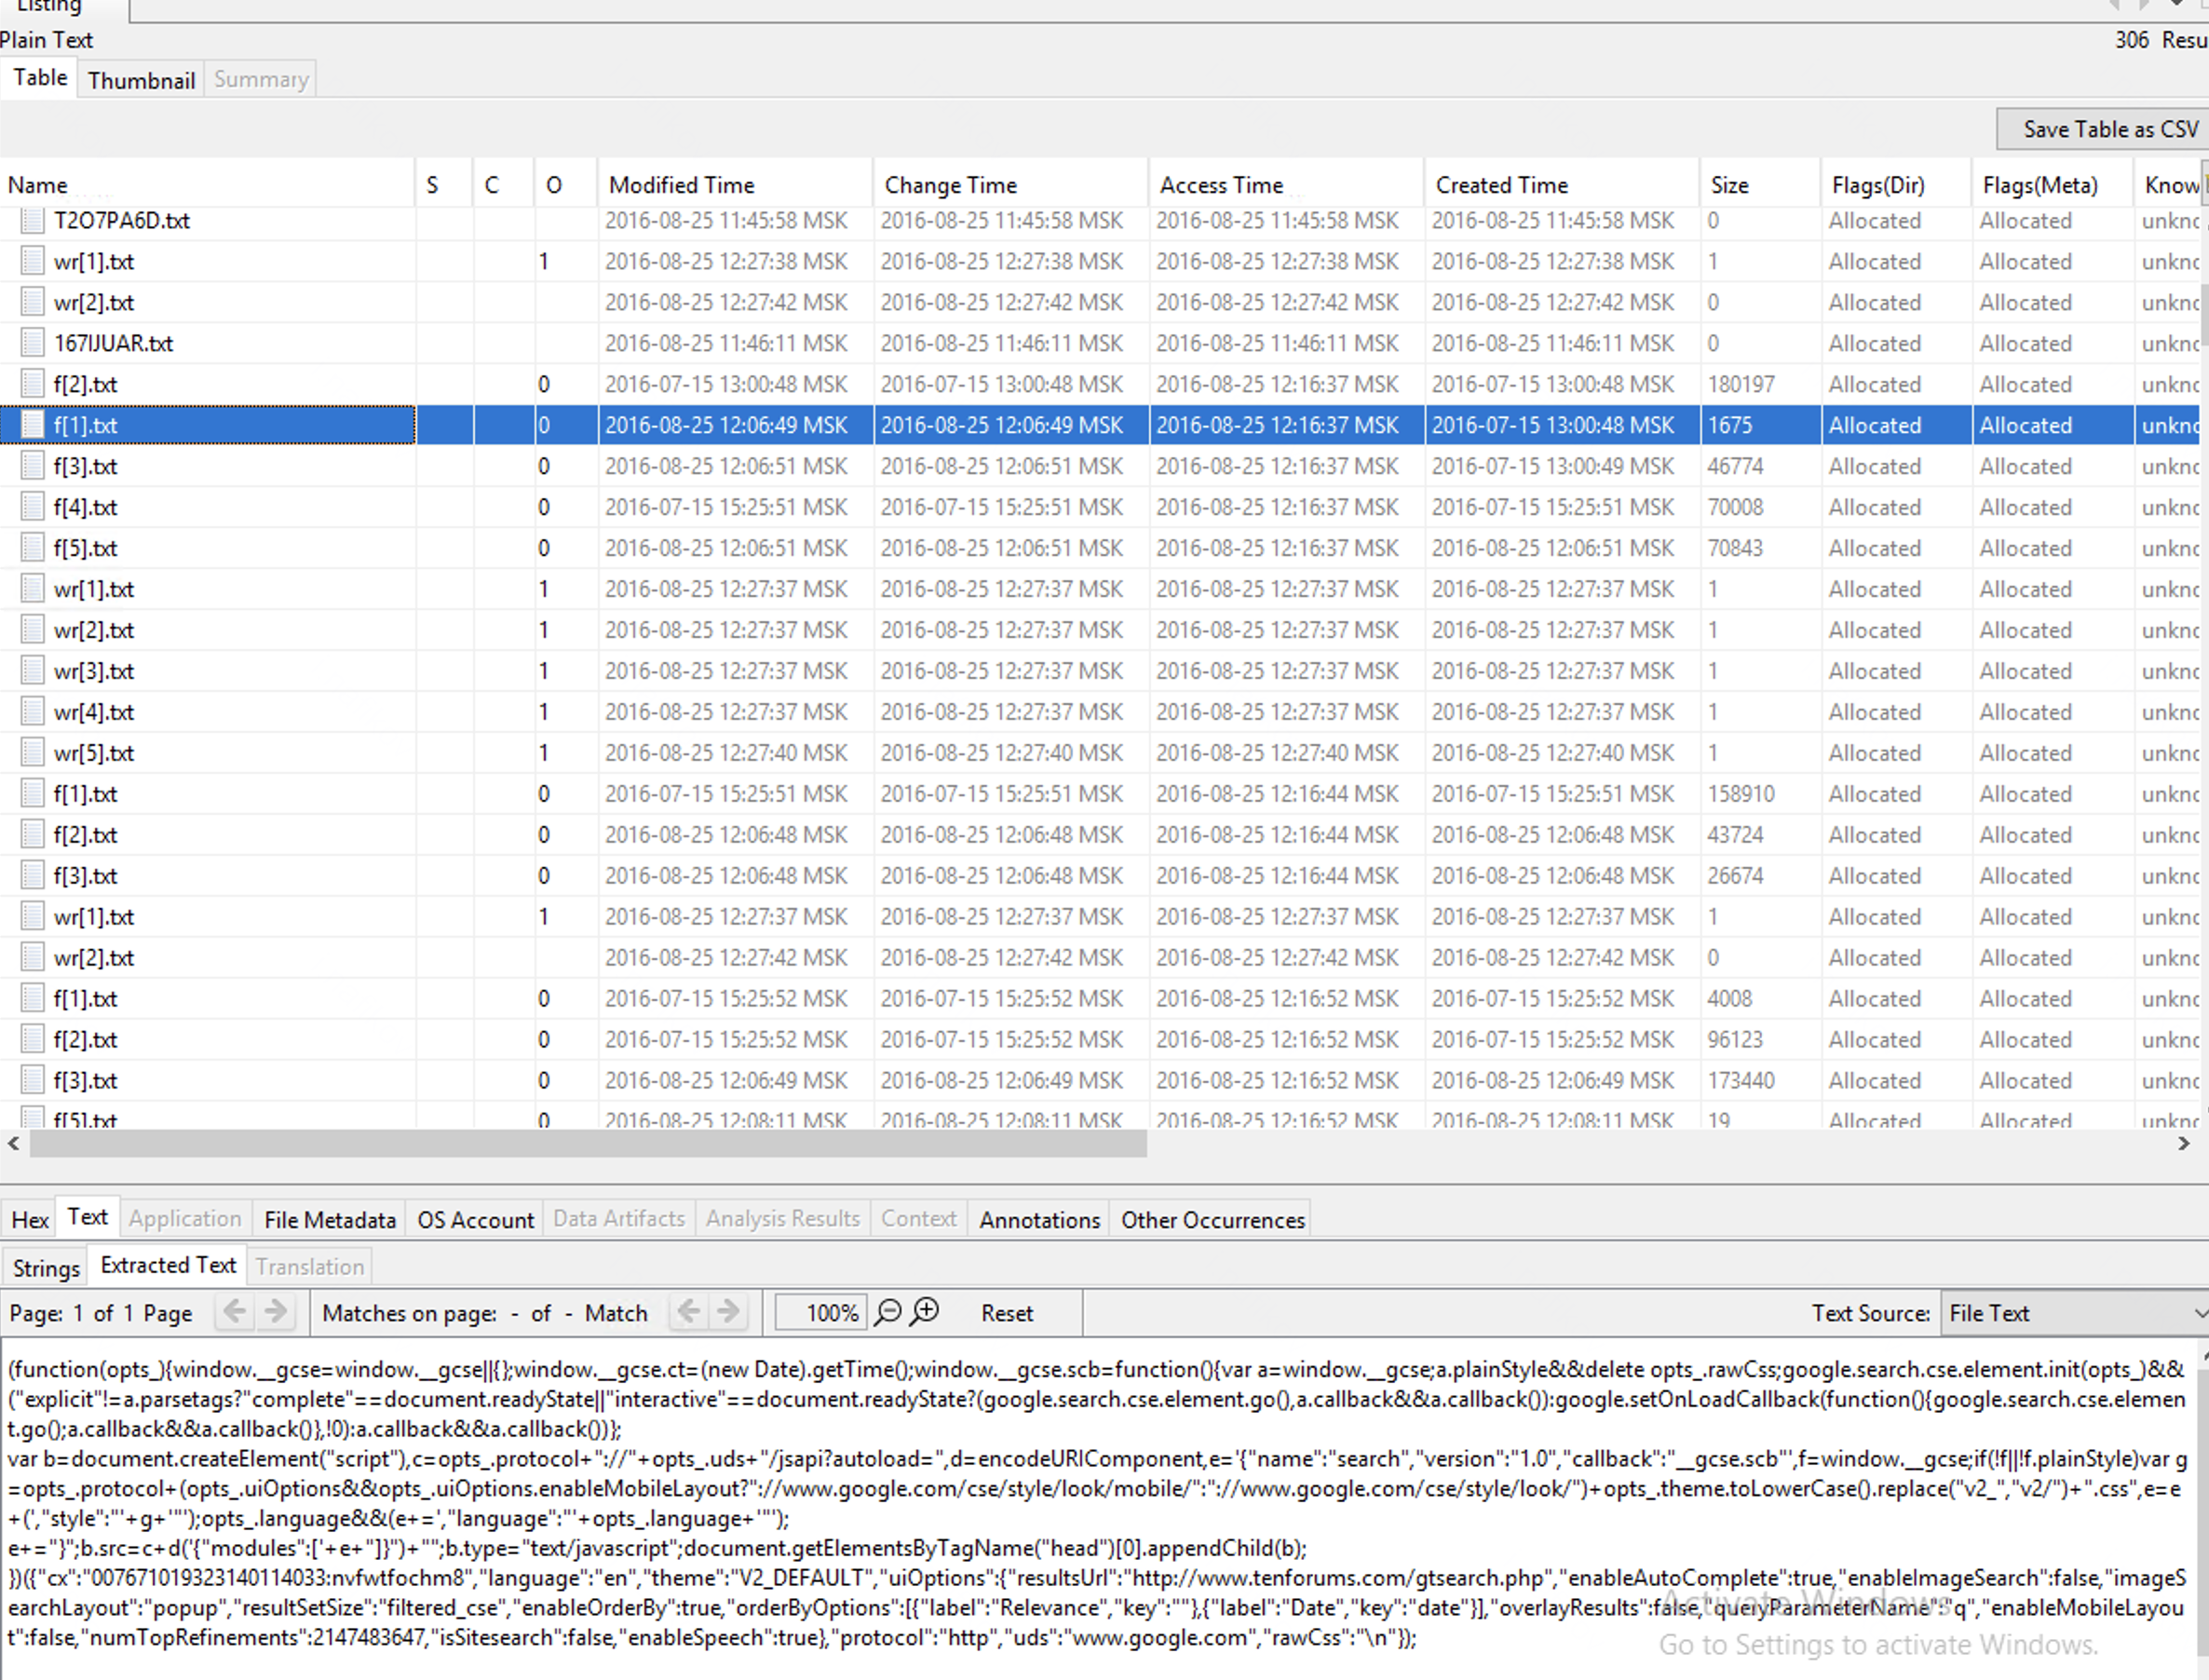 Listing
Plain Text 306 Resu
Table Thumbnail Summary
Save Table as CSV
Name S C O Modified Time Change Time Access Time Created Time Size Flags(Dir) Flags(Meta) Know
T2O7PA6D.txt 2016-08-25 11:45:58 MSK 2016-08-25 11:45:58 MSK 2016-08-25 11:45:58 MSK 2016-08-25 11:45:58 MSK 0 Allocated Allocated unknc
wr[1].txt 1 2016-08-25 12:27:38 MSK 2016-08-25 12:27:38 MSK 2016-08-25 12:27:38 MSK 2016-08-25 12:27:38 MSK 1 Allocated Allocated unknc
wr[2].txt 2016-08-25 12:27:42 MSK 2016-08-25 12:27:42 MSK 2016-08-25 12:27:42 MSK 2016-08-25 12:27:42 MSK 0 Allocated Allocated unknc
167IJUAR.txt 2016-08-25 11:46:11 MSK 2016-08-25 11:46:11 MSK 2016-08-25 11:46:11 MSK 2016-08-25 11:46:11 MSK 0 Allocated Allocated unknc
f[2].txt 0 2016-07-15 13:00:48 MSK 2016-07-15 13:00:48 MSK 2016-08-25 12:16:37 MSK 2016-07-15 13:00:48 MSK 180197 Allocated Allocated unknc
f[1].txt 0 2016-08-25 12:06:49 MSK 2016-08-25 12:06:49 MSK 2016-08-25 12:16:37 MSK 2016-07-15 13:00:48 MSK 1675 Allocated Allocated unknc
f[3].txt 0 2016-08-25 12:06:51 MSK 2016-08-25 12:06:51 MSK 2016-08-25 12:16:37 MSK 2016-07-15 13:00:49 MSK 46774 Allocated Allocated unknc
f[4].txt 0 2016-07-15 15:25:51 MSK 2016-07-15 15:25:51 MSK 2016-08-25 12:16:37 MSK 2016-07-15 15:25:51 MSK 70008 Allocated Allocated unknc
f[5].txt 0 2016-08-25 12:06:51 MSK 2016-08-25 12:06:51 MSK 2016-08-25 12:16:37 MSK 2016-08-25 12:06:51 MSK 70843 Allocated Allocated unknc
wr[1].txt 1 2016-08-25 12:27:37 MSK 2016-08-25 12:27:37 MSK 2016-08-25 12:27:37 MSK 2016-08-25 12:27:37 MSK 1 Allocated Allocated unknc
wr[2].txt 1 2016-08-25 12:27:37 MSK 2016-08-25 12:27:37 MSK 2016-08-25 12:27:37 MSK 2016-08-25 12:27:37 MSK 1 Allocated Allocated unknc
wr[3].txt 1 2016-08-25 12:27:37 MSK 2016-08-25 12:27:37 MSK 2016-08-25 12:27:37 MSK 2016-08-25 12:27:37 MSK 1 Allocated Allocated unknc
wr[4].txt 1 2016-08-25 12:27:37 MSK 2016-08-25 12:27:37 MSK 2016-08-25 12:27:37 MSK 2016-08-25 12:27:37 MSK 1 Allocated Allocated unknc
wr[5].txt 1 2016-08-25 12:27:40 MSK 2016-08-25 12:27:40 MSK 2016-08-25 12:27:40 MSK 2016-08-25 12:27:40 MSK 1 Allocated Allocated unknc
f[1].txt 0 2016-07-15 15:25:51 MSK 2016-07-15 15:25:51 MSK 2016-08-25 12:16:44 MSK 2016-07-15 15:25:51 MSK 158910 Allocated Allocated unknc
f[2].txt 0 2016-08-25 12:06:48 MSK 2016-08-25 12:06:48 MSK 2016-08-25 12:16:44 MSK 2016-08-25 12:06:48 MSK 43724 Allocated Allocated unknc
f[3].txt 0 2016-08-25 12:06:48 MSK 2016-08-25 12:06:48 MSK 2016-08-25 12:16:44 MSK 2016-08-25 12:06:48 MSK 26674 Allocated Allocated unknc
wr[1].txt 1 2016-08-25 12:27:37 MSK 2016-08-25 12:27:37 MSK 2016-08-25 12:27:37 MSK 2016-08-25 12:27:37 MSK 1 Allocated Allocated unknc
wr[2].txt 2016-08-25 12:27:42 MSK 2016-08-25 12:27:42 MSK 2016-08-25 12:27:42 MSK 2016-08-25 12:27:42 MSK 0 Allocated Allocated unknc
f[1].txt 0 2016-07-15 15:25:52 MSK 2016-07-15 15:25:52 MSK 2016-08-25 12:16:52 MSK 2016-07-15 15:25:52 MSK 4008 Allocated Allocated unknc
f[2].txt 0 2016-07-15 15:25:52 MSK 2016-07-15 15:25:52 MSK 2016-08-25 12:16:52 MSK 2016-07-15 15:25:52 MSK 96123 Allocated Allocated unknc
f[3].txt 0 2016-08-25 12:06:49 MSK 2016-08-25 12:06:49 MSK 2016-08-25 12:16:52 MSK 2016-08-25 12:06:49 MSK 173440 Allocated Allocated unknc
f[5].txt 0 2016-08-25 12:08:11 MSK 2016-08-25 12:08:11 MSK 2016-08-25 12:16:52 MSK 2016-08-25 12:08:11 MSK 19 Allocated Allocated unknc
Hex Text Application File Metadata OS Account Data Artifacts Analysis Results Context Annotations Other Occurrences
Strings Extracted Text Translation
Page: 1 of 1 Page Matches on page: - of - Match 100% Reset Text Source: File Text
(function(opts_){window.__gcse=window.__gcse||{};window.__gcse.ct=(new Date).getTime();window.__gcse.scb=function(){var a=window.__gcse;a.plainStyle&&delete opts_.rawCss;google.search.cse.element.init(opts_)&&
("explicit"!=a.parsetags?"complete"==document.readyState||"interactive"==document.readyState?(google.search.cse.element.go(),a.callback&&a.callback()):google.setOnLoadCallback(function(){google.search.cse.elemen
t.go();a.callback&&a.callback()},!0):a.callback&&a.callback())};
var b=document.createElement("script"),c=opts_.protocol+"://"+opts_.uds+"/jsapi?autoload=",d=encodeURIComponent,e='{"name":"search","version":"1.0","callback":"__gcse.scb"',f=window.__gcse;if(!f||!f.plainStyle)var g
=opts_.protocol+(opts_.uiOptions&&opts_.uiOptions.enableMobileLayout?"://www.google.com/cse/style/look/mobile/":"://www.google.com/cse/style/look/")+opts_.theme.toLowerCase().replace("v2_","v2/")+".css",e=e
+(',"style":"'+g+'"');opts_.language&&(e+=',"language":"'+opts_.language+'"');
e+="}";b.src=c+d('{"modules":['+e+"]}")+"";b.type="text/javascript";document.getElementsByTagName("head")[0].appendChild(b);
})({"cx":"007671019323140114033:nvfwtfochm8","language":"en","theme":"V2_DEFAULT","uiOptions":{"resultsUrl":"http://www.tenforums.com/gtsearch.php","enableAutoComplete":true,"enableImageSearch":false,"imageS
earchLayout":"popup","resultSetSize":"filtered_cse","enableOrderBy":true,"orderByOptions":[{"label":"Relevance","key":""},{"label":"Date","key":"date"}],"overlayResults":false,"queryParameterName":"q","enableMobileLayou
t":false,"numTopRefinements":2147483647,"isSitesearch":false,"enableSpeech":true},"protocol":"http","uds":"www.google.com","rawCss":"\n"});
Activate Windows
Go to Settings to activate Windows.